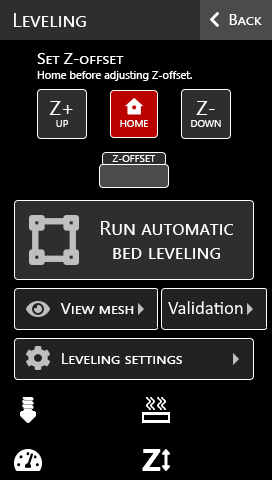 Leveling
Back
Set Z-offset
Home before adjusting Z-offset.
Z+
UP
HOME
Z-
DOWN
Z-OFFSET
Run automatic
bed leveling
View mesh
Validation
Leveling settings
Z